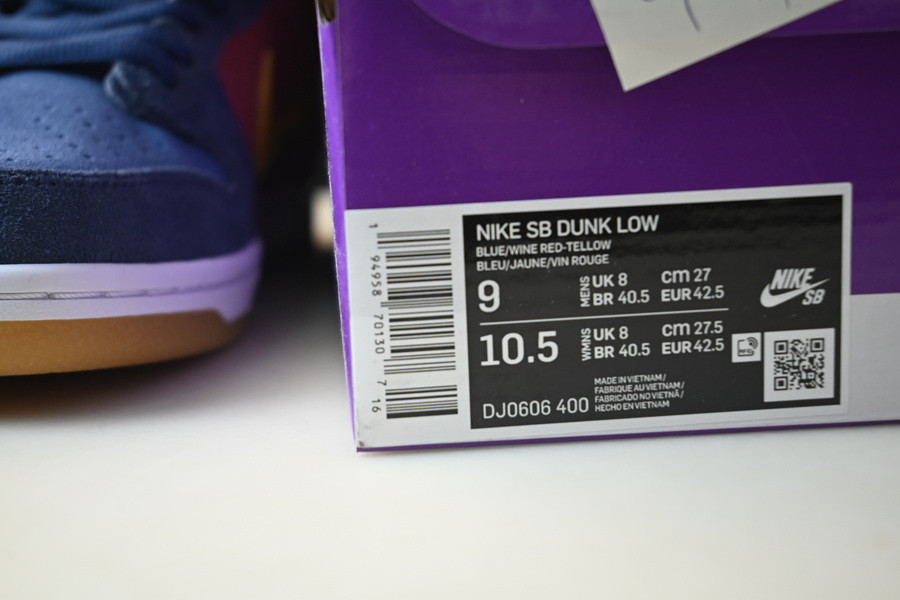 NIKE SB DUNK LOW
BLUE/WINE RED-TELLOW
BLEU/JAUNE/VIN ROUGE
9
MENS
UK 8 cm 27
BR 40.5 EUR 42.5
10.5
WMNS
UK 8 cm 27.5
BR 40.5 EUR 42.5
DJ0606 400
MADE IN VIETNAM/
FABRIQUE AU VIETNAM/
FABRICADO NO VIETNÃ/
HECHO EN VIETNAM
NIKE
SB
1 94958 70130 7 16